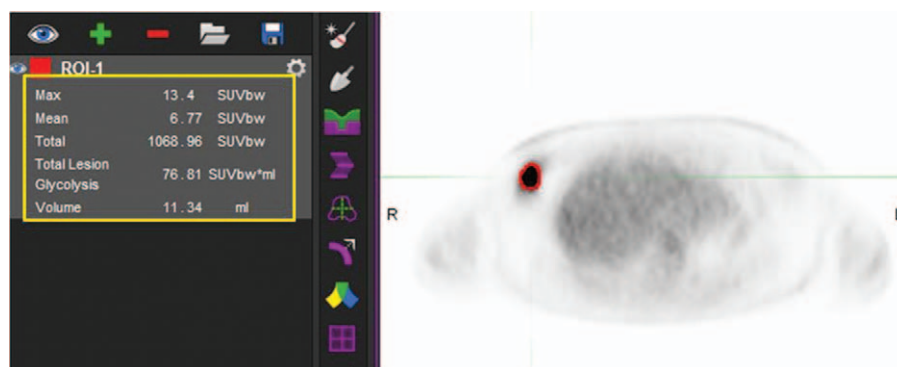 ROI-1
Max 13.4 SUVbw
Mean 6.77 SUVbw
Total 1068.96 SUVbw
Total Lesion
Glycolysis 76.81 SUVbw*ml
Volume 11.34 ml
R